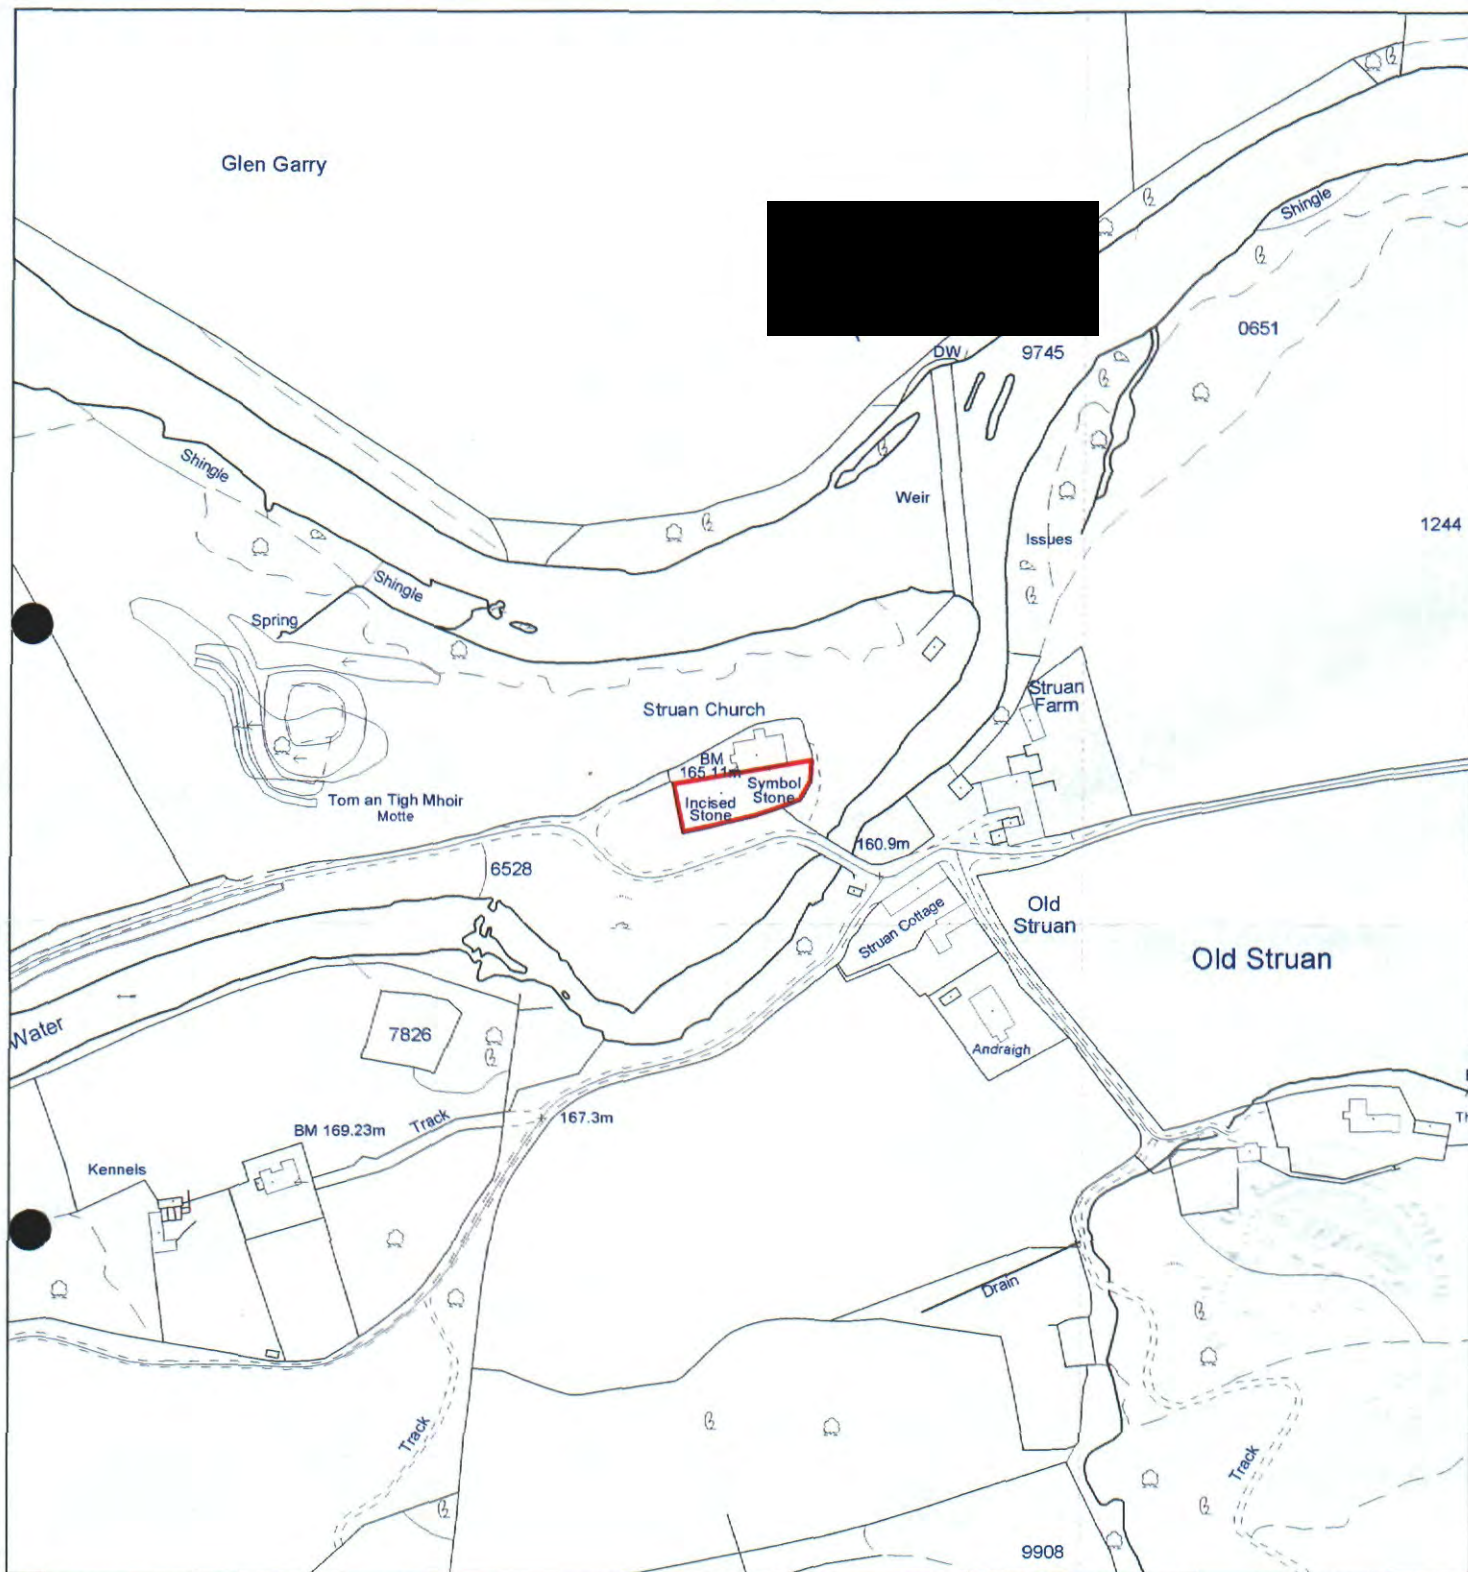 Glen Garry
Shingle
0651
DW
9745
Shingle
Weir
1244
Issues
Shingle
Spring
Struan
Farm
Struan Church
BM
165.11m
Symbol
Stone
Incised
Stone
Tom an Tigh Mhoir
Motte
160.9m
6528
Struan Cottage
Old
Struan
Old Struan
Water
7826
Andraigh
Track
167.3m
BM 169.23m
Kennels
Drain
Track
Track
9908